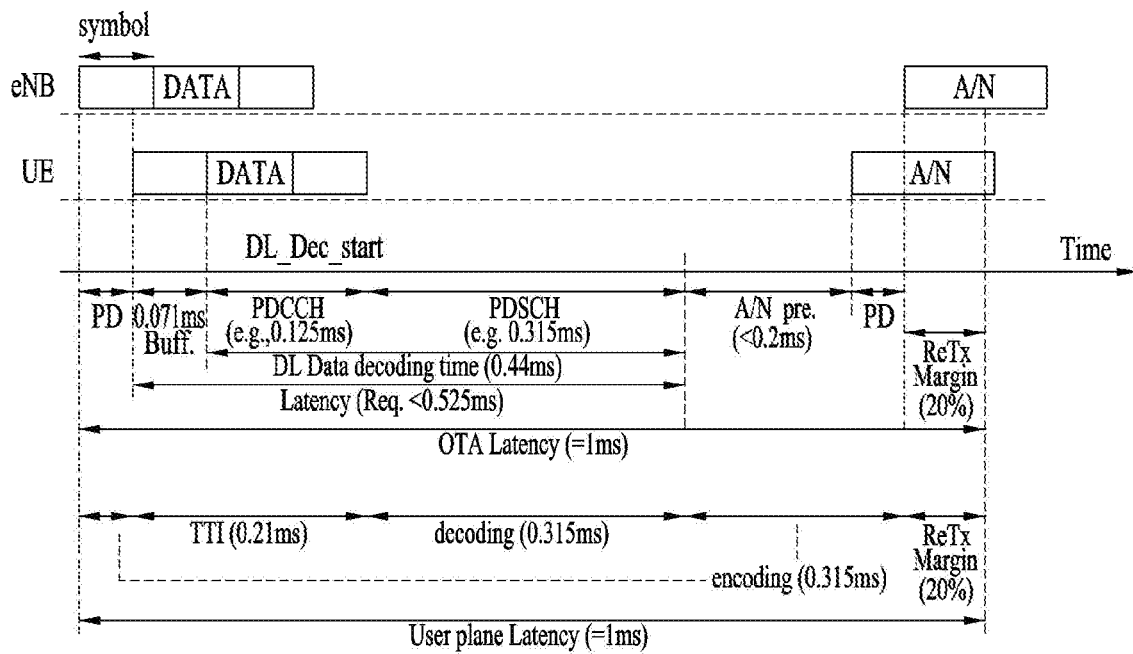 symbol
eNB
DATA
A/N
UE
DATA
A/N
DL_Dec_start
Time
PD
0.071ms
Buff.
PDCCH
(e.g.,0.125ms)
PDSCH
(e.g. 0.315ms)
A/N pre.
(<0.2ms)
PD
ReTx
Margin
(20%)
DL Data decoding time (0.44ms)
Latency (Req. <0.525ms)
OTA Latency (=1ms)
TTI (0.21ms)
decoding (0.315ms)
encoding (0.315ms)
ReTx
Margin
(20%)
User plane Latency (=1ms)